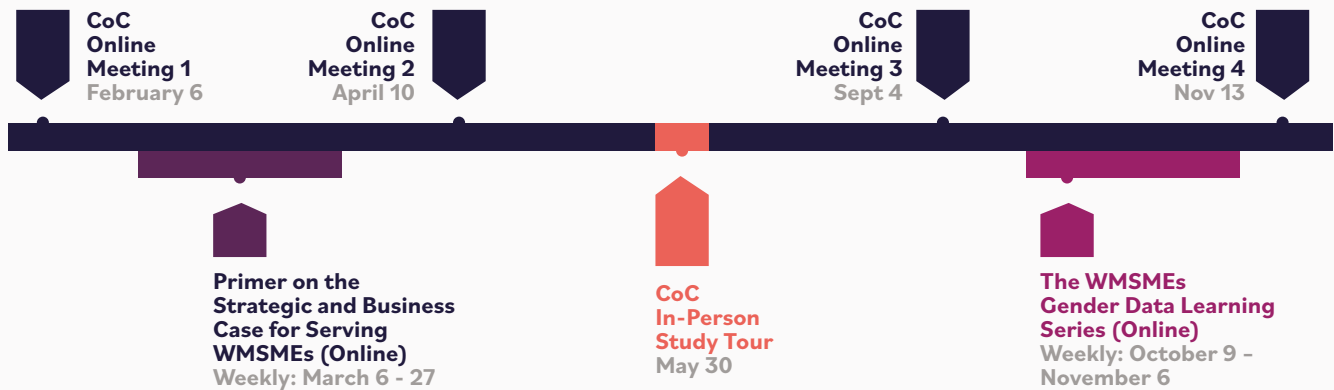 CoC
Online
Meeting 1
February 6
CoC
Online
Meeting 2
April 10
CoC
Online
Meeting 3
Sept 4
CoC
Online
Meeting 4
Nov 13
Primer on the
Strategic and Business
Case for Serving
WMSMEs (Online)
Weekly: March 6 - 27
CoC
In-Person
Study Tour
May 30
The WMSMEs
Gender Data Learning
Series (Online)
Weekly: October 9 –
November 6